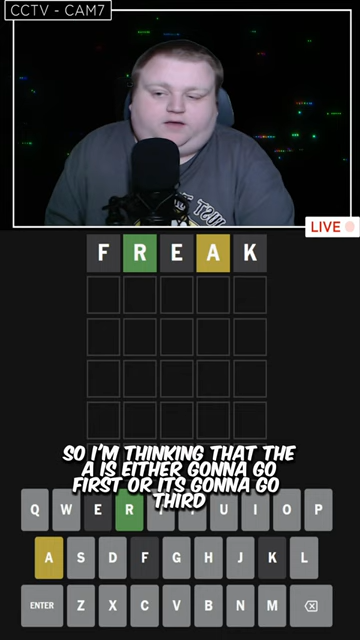 CCTV - CAM7
LIVE
F R E A K
SO I'M THINKING THAT THE
A IS EITHER GONNA GO
FIRST OR ITS GONNA GO
THIRD
Q W E R U I O P
A S D F G H J K L
ENTER Z X C V B N M